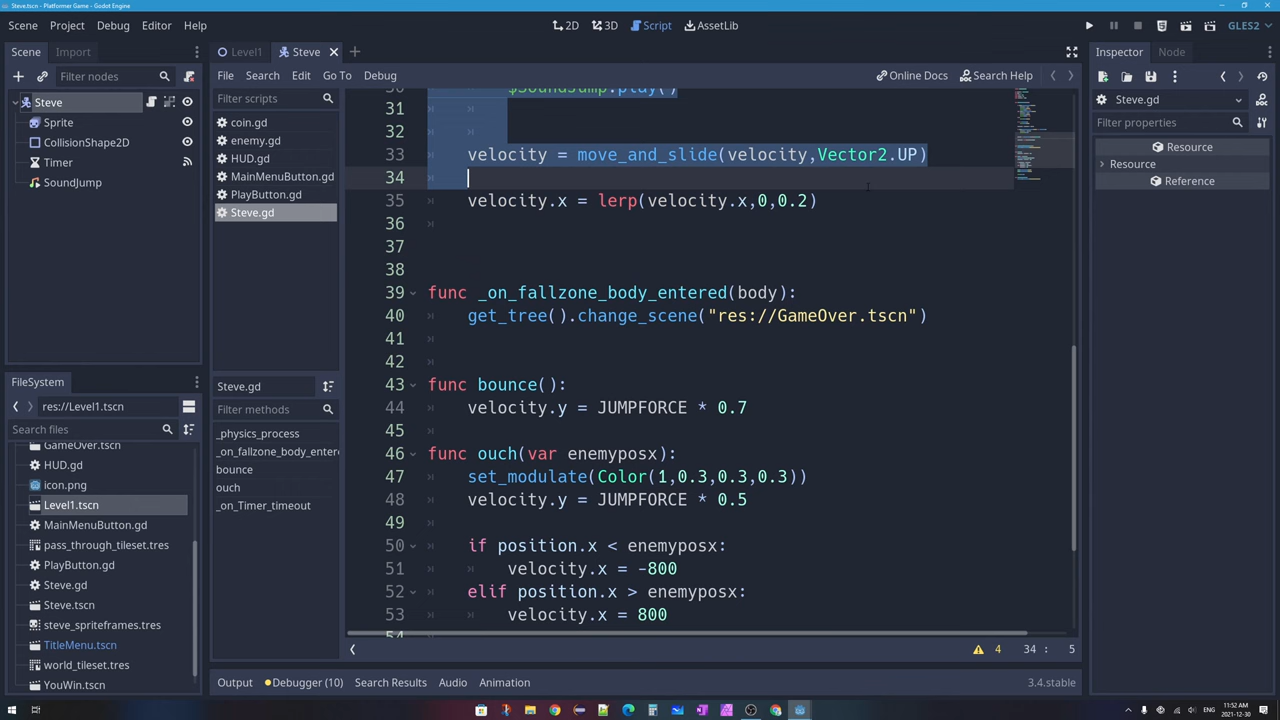 Steve.tscn - Platformer Game - Godot Engine
Scene Project Debug Editor Help
2D 3D Script AssetLib
GLES2
Scene Import
Filter nodes
Steve
Sprite
CollisionShape2D
Timer
SoundJump
FileSystem
res://Level1.tscn
Search files
GameOver.tscn
HUD.gd
icon.png
Level1.tscn
MainMenuButton.gd
pass_through_tileset.tres
PlayButton.gd
Steve.gd
Steve.tscn
steve_spriteframes.tres
TitleMenu.tscn
world_tileset.tres
YouWin.tscn
Level1 Steve
File Search Edit Go To Debug
Online Docs Search Help
Filter scripts
coin.gd
enemy.gd
HUD.gd
MainMenuButton.gd
PlayButton.gd
Steve.gd
Steve.gd
Filter methods
_physics_process
_on_fallzone_body_entere
bounce
ouch
_on_Timer_timeout
30 $SoundJump.play()
31
32
33 velocity = move_and_slide(velocity,Vector2.UP)
34
35 velocity.x = lerp(velocity.x,0,0.2)
36
37
38
39 func _on_fallzone_body_entered(body):
40 get_tree().change_scene("res://GameOver.tscn")
41
42
43 func bounce():
44 velocity.y = JUMPFORCE * 0.7
45
46 func ouch(var enemyposx):
47 set_modulate(Color(1,0.3,0.3,0.3))
48 velocity.y = JUMPFORCE * 0.5
49
50 if position.x < enemyposx:
51 velocity.x = -800
52 elif position.x > enemyposx:
53 velocity.x = 800
54
4 34 : 5
Output Debugger (10) Search Results Audio Animation
3.4.stable
Inspector Node
Steve.gd
Filter properties
Resource
Resource
Reference
ENG
11:52 AM
2021-12-30